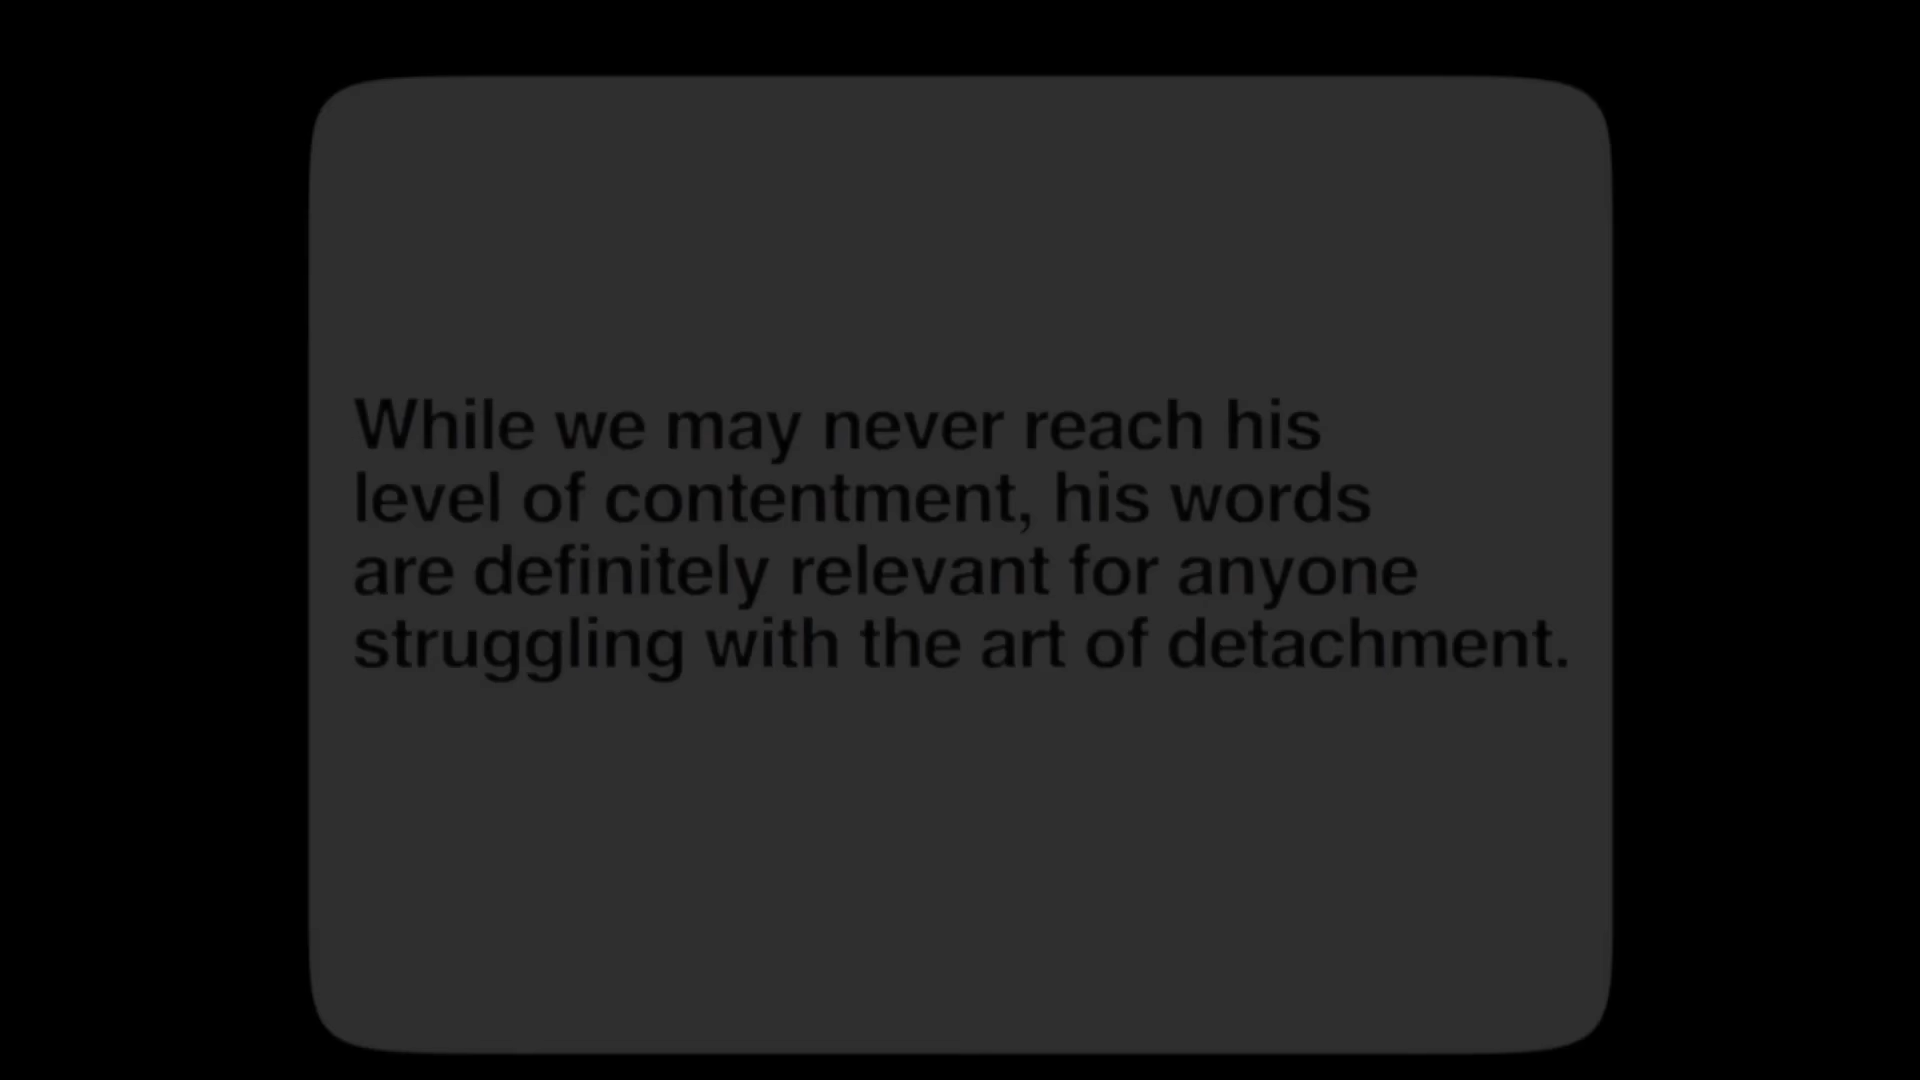 While we may never reach his
level of contentment, his words
are definitely relevant for anyone
struggling with the art of detachment.